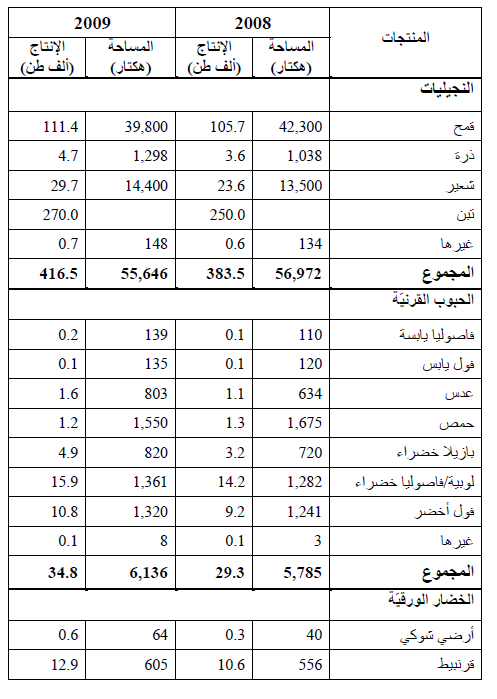 المنتجات 2008 2009
المساحة (هكتار) الإنتاج (ألف طن) المساحة (هكتار) الإنتاج (ألف طن)
النجيليات
قمح 42,300 105.7 39,800 111.4
ذرة 1,038 3.6 1,298 4.7
شعير 13,500 23.6 14,400 29.7
تبن 250.0 270.0
غيرها 134 0.6 148 0.7
المجموع 56,972 383.5 55,646 416.5
الحبوب القرنيّة
فاصوليا يابسة 110 0.1 139 0.2
فول يابس 120 0.1 135 0.1
عدس 634 1.1 803 1.6
حمص 1,675 1.3 1,550 1.2
بازيلا خضراء 720 3.2 820 4.9
لوبية/فاصوليا خضراء 1,282 14.2 1,361 15.9
فول أخضر 1,241 9.2 1,320 10.8
غيرها 3 0.1 8 0.1
المجموع 5,785 29.3 6,136 34.8
الخضار الورقيّة
أرضي شوكي 40 0.3 64 0.6
قرنبيط 556 10.6 605 12.9